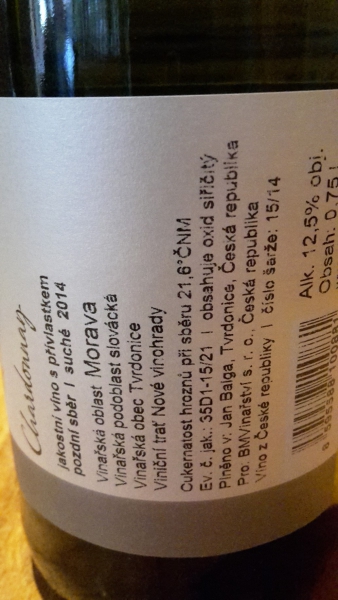 Chardonnay
jakostní víno s přívlastkem
pozdní sběr | suché 2014
Vinařská oblast Morava
Vinařská podoblast slovácká
Vinařská obec Tvrdonice
Viniční trať Nové vinohrady
Cukernatost hroznů při sběru 21,6°ČNM
Ev. č. jak.: 35D1-15/21 | obsahuje oxid siřičitý
Plněno v: Jan Balga, Tvrdonice, Česká republika
Pro: BMVinařství s. r. o., Česká republika
Víno z České republiky | číslo šarže: 15/14
Alk. 12,5% obj.
Obsah: 0,75 l